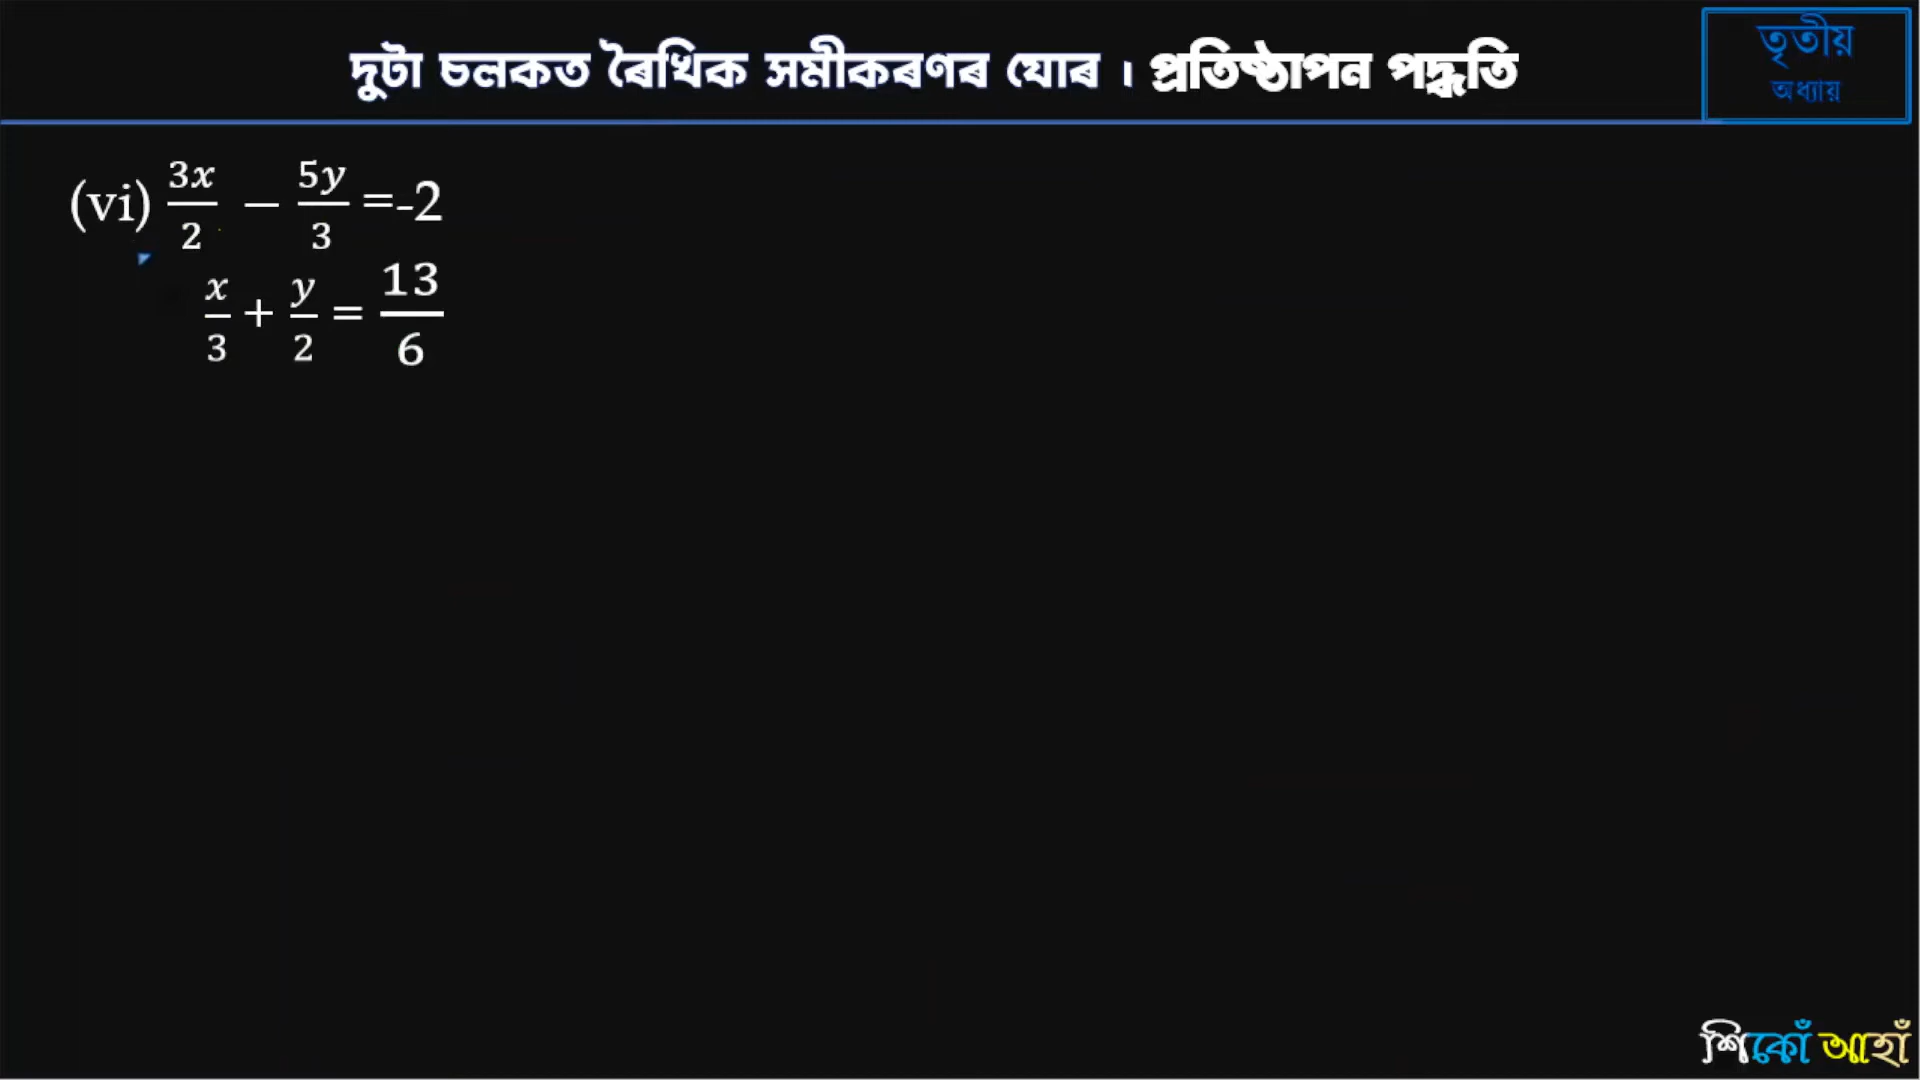 দুটা চলকত ৰৈখিক সমীকৰণৰ যোৰ । প্ৰতিষ্ঠাপন পদ্ধতি
তৃতীয়
অধ্যায়
(vi) 3x/2 − 5y/3 =-2
x/3 + y/2 = 13/6
শিকোঁ আহাঁ